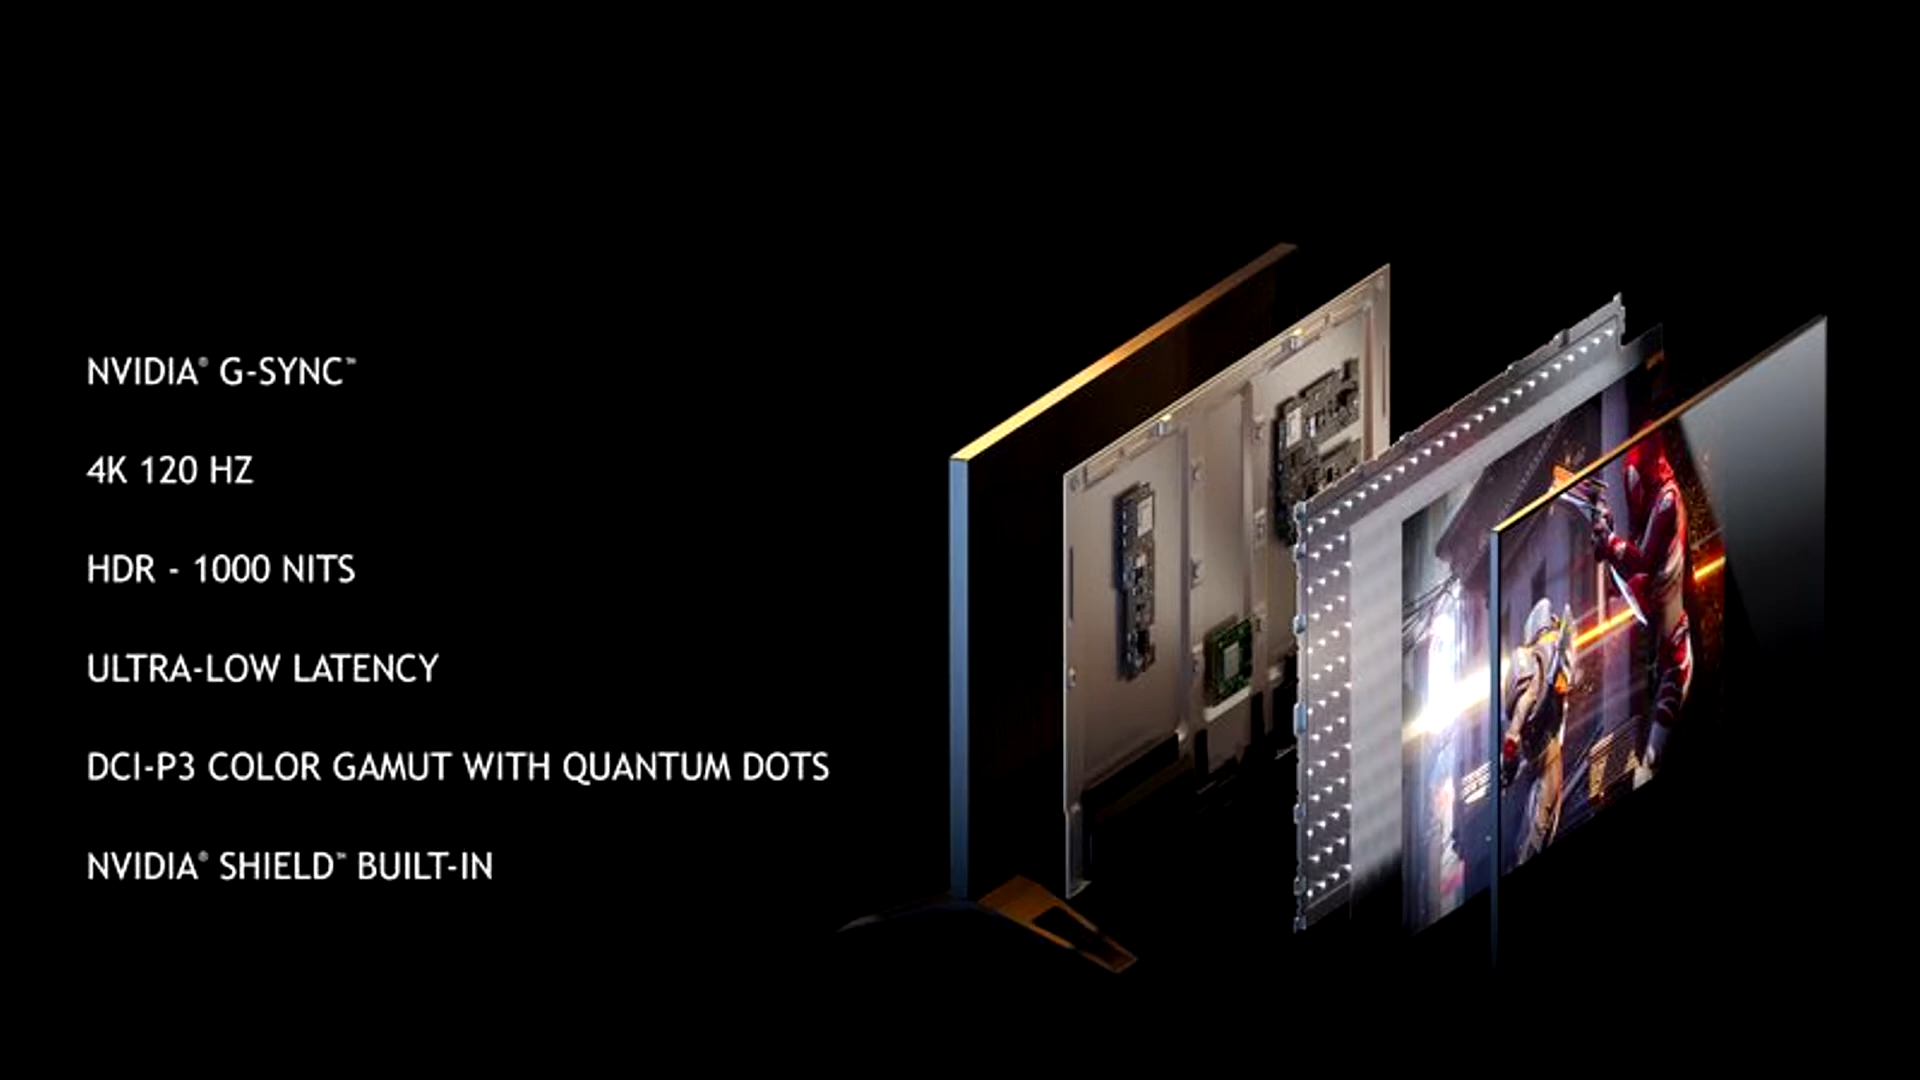 NVIDIA® G-SYNC™
4K 120 HZ
HDR - 1000 NITS
ULTRA-LOW LATENCY
DCI-P3 COLOR GAMUT WITH QUANTUM DOTS
NVIDIA® SHIELD™ BUILT-IN